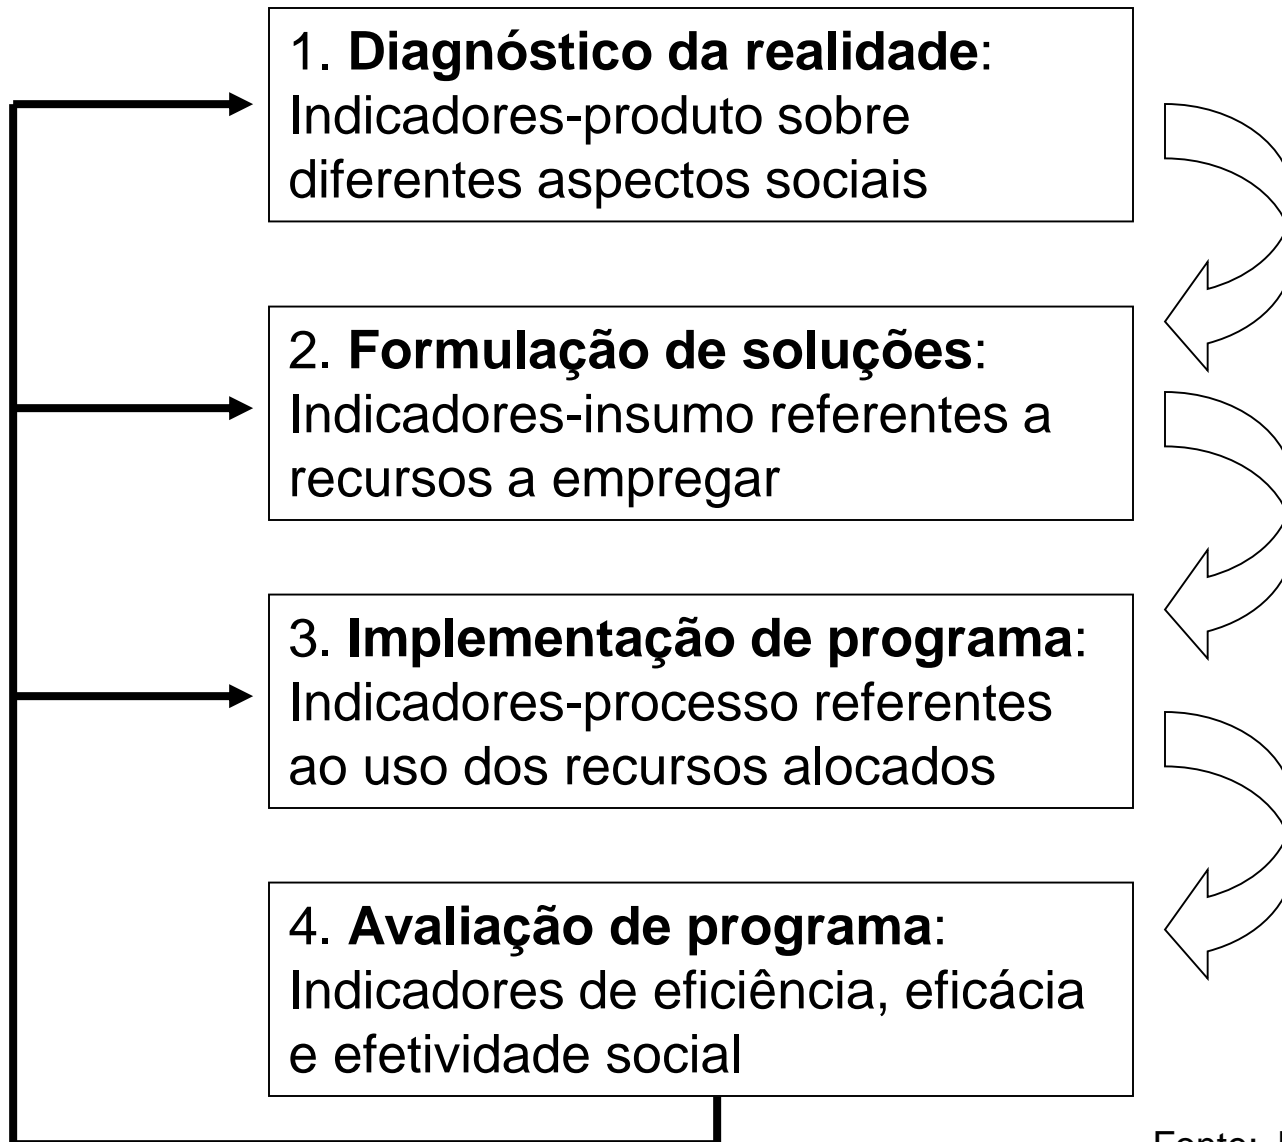 1. Diagnóstico da realidade:
Indicadores-produto sobre
diferentes aspectos sociais
2. Formulação de soluções:
Indicadores-insumo referentes a
recursos a empregar
3. Implementação de programa:
Indicadores-processo referentes
ao uso dos recursos alocados
4. Avaliação de programa:
Indicadores de eficiência, eficácia
e efetividade social
Fonte: